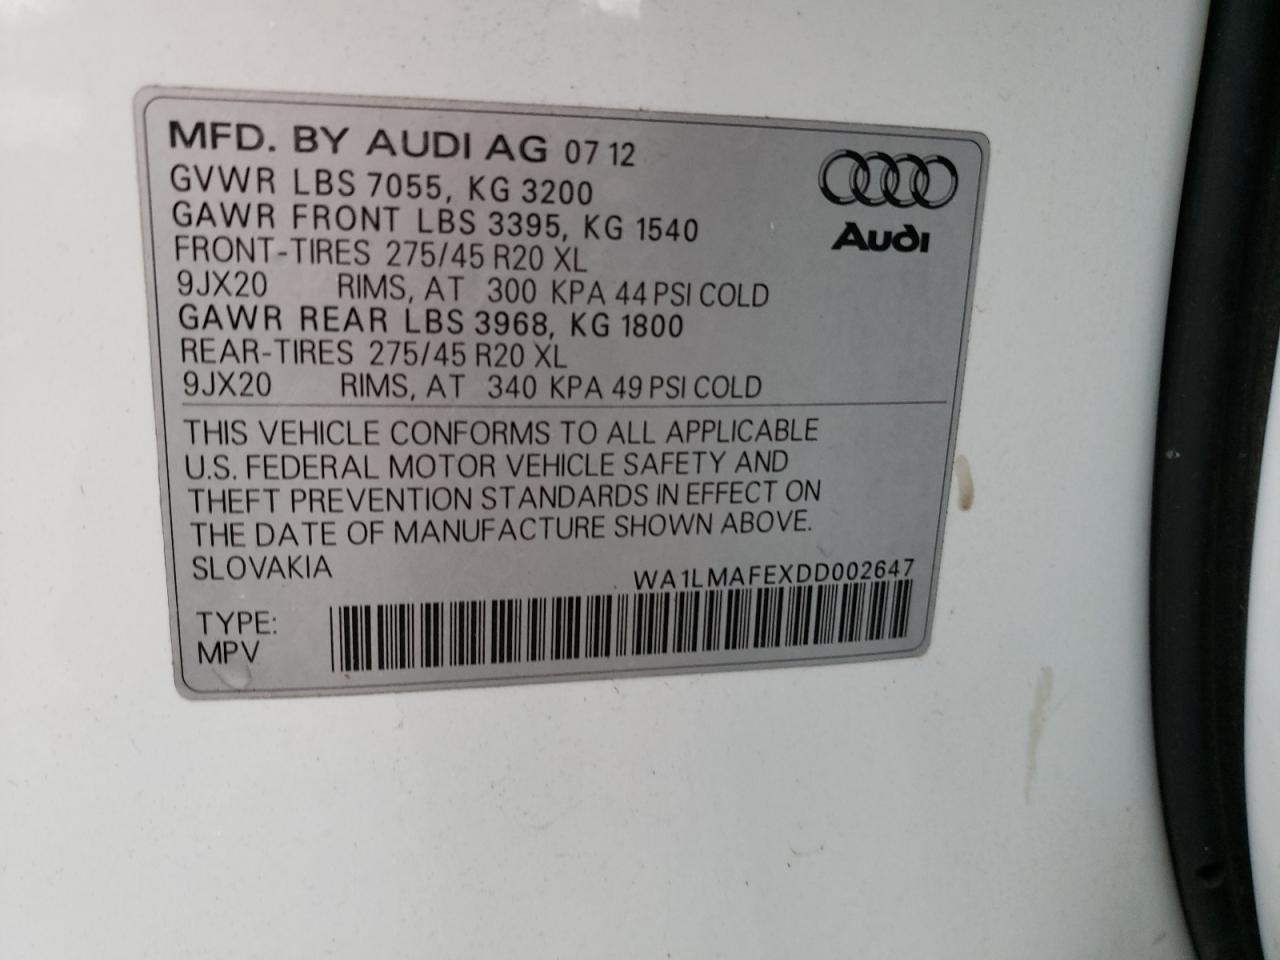 MFD. BY AUDI AG 07 12
GVWR LBS 7055, KG 3200
GAWR FRONT LBS 3395, KG 1540
FRONT-TIRES 275/45 R20 XL
9JX20 RIMS, AT 300 KPA 44 PSI COLD
GAWR REAR LBS 3968, KG 1800
REAR-TIRES 275/45 R20 XL
9JX20 RIMS, AT 340 KPA 49 PSI COLD
Audi
THIS VEHICLE CONFORMS TO ALL APPLICABLE
U.S. FEDERAL MOTOR VEHICLE SAFETY AND
THEFT PREVENTION STANDARDS IN EFFECT ON
THE DATE OF MANUFACTURE SHOWN ABOVE.
SLOVAKIA
WA1LMAFEXDD002647
TYPE:
MPV